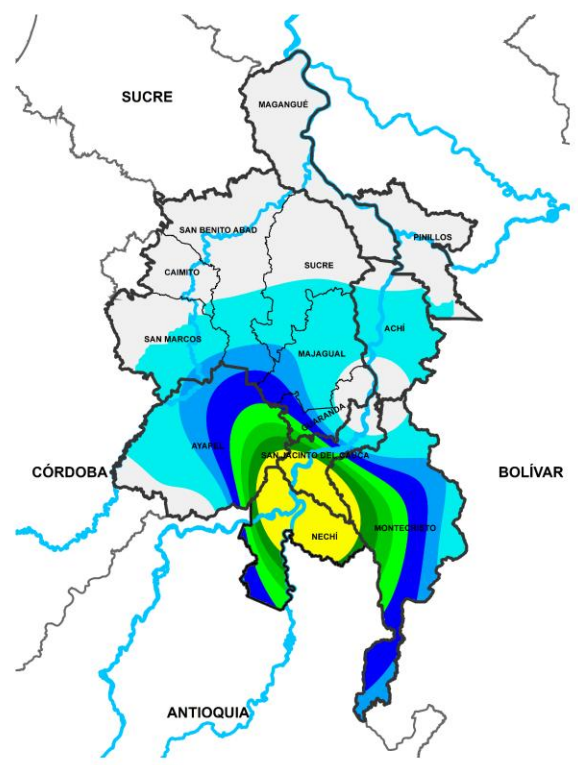 SUCRE
MAGANGUÉ
SAN BENITO ABAD
PINILLOS
SUCRE
CAIMITO
ACHÍ
SAN MARCOS
MAJAGUAL
GUARANDA
AYAPEL
SAN JACINTO DEL CAUCA
CÓRDOBA
BOLÍVAR
MONTECRISTO
NECHÍ
ANTIOQUIA